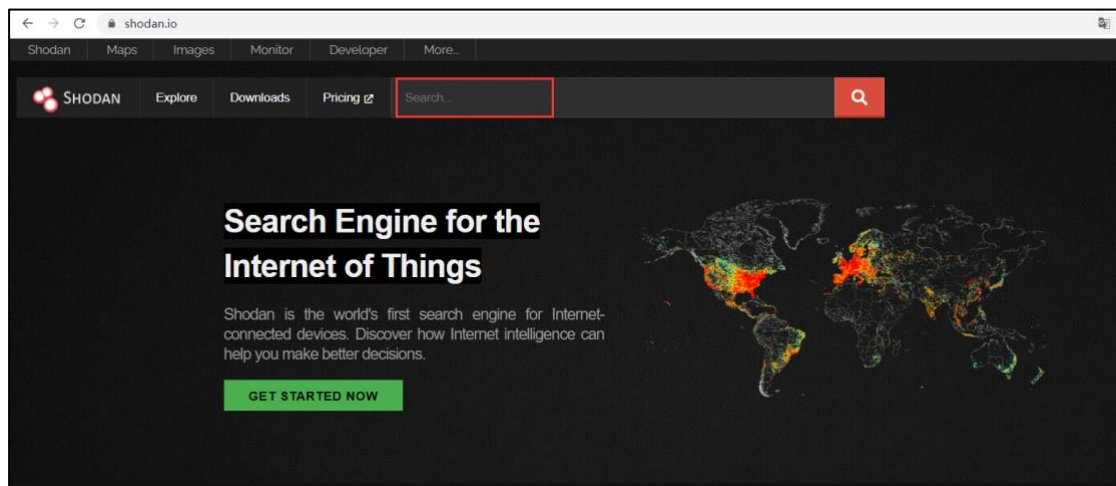 shodan.io
Shodan Maps Images Monitor Developer More...
SHODAN Explore Downloads Pricing Search...
Search Engine for the
Internet of Things
Shodan is the world's first search engine for Internet-
connected devices. Discover how Internet intelligence can
help you make better decisions.
GET STARTED NOW